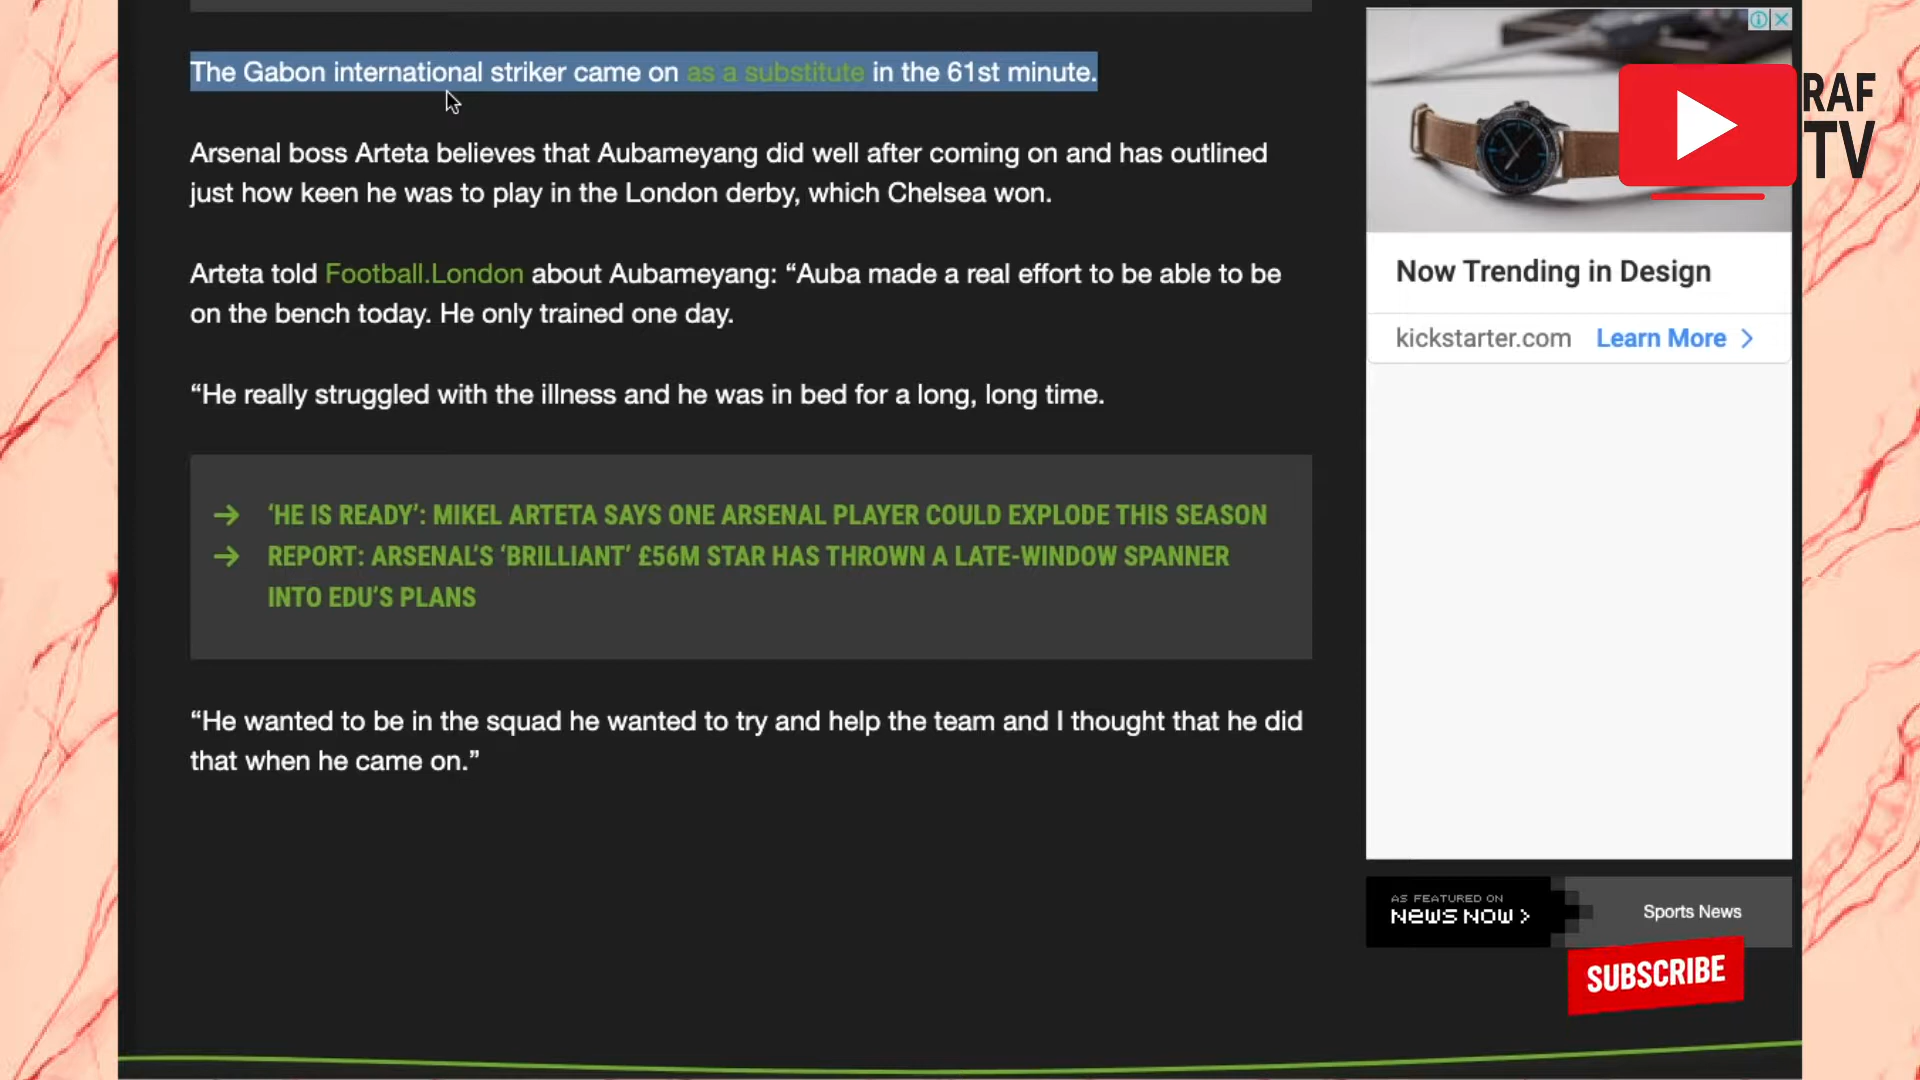 The Gabon international striker came on as a substitute in the 61st minute.
Arsenal boss Arteta believes that Aubameyang did well after coming on and has outlined
just how keen he was to play in the London derby, which Chelsea won.
Arteta told Football.London about Aubameyang: “Auba made a real effort to be able to be
on the bench today. He only trained one day.
“He really struggled with the illness and he was in bed for a long, long time.
‘HE IS READY’: MIKEL ARTETA SAYS ONE ARSENAL PLAYER COULD EXPLODE THIS SEASON
REPORT: ARSENAL’S ‘BRILLIANT’ £56M STAR HAS THROWN A LATE-WINDOW SPANNER
INTO EDU’S PLANS
“He wanted to be in the squad he wanted to try and help the team and I thought that he did
that when he came on.”
RAF
TV
Now Trending in Design
kickstarter.com Learn More
AS FEATURED ON
NEWS NOW
Sports News
SUBSCRIBE